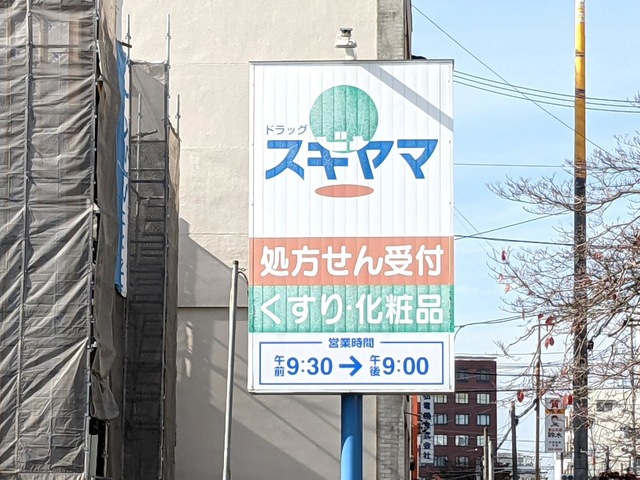 ドラッグ
スギヤマ
処方せん受付
くすり・化粧品
営業時間
午前9:30→午後9:00